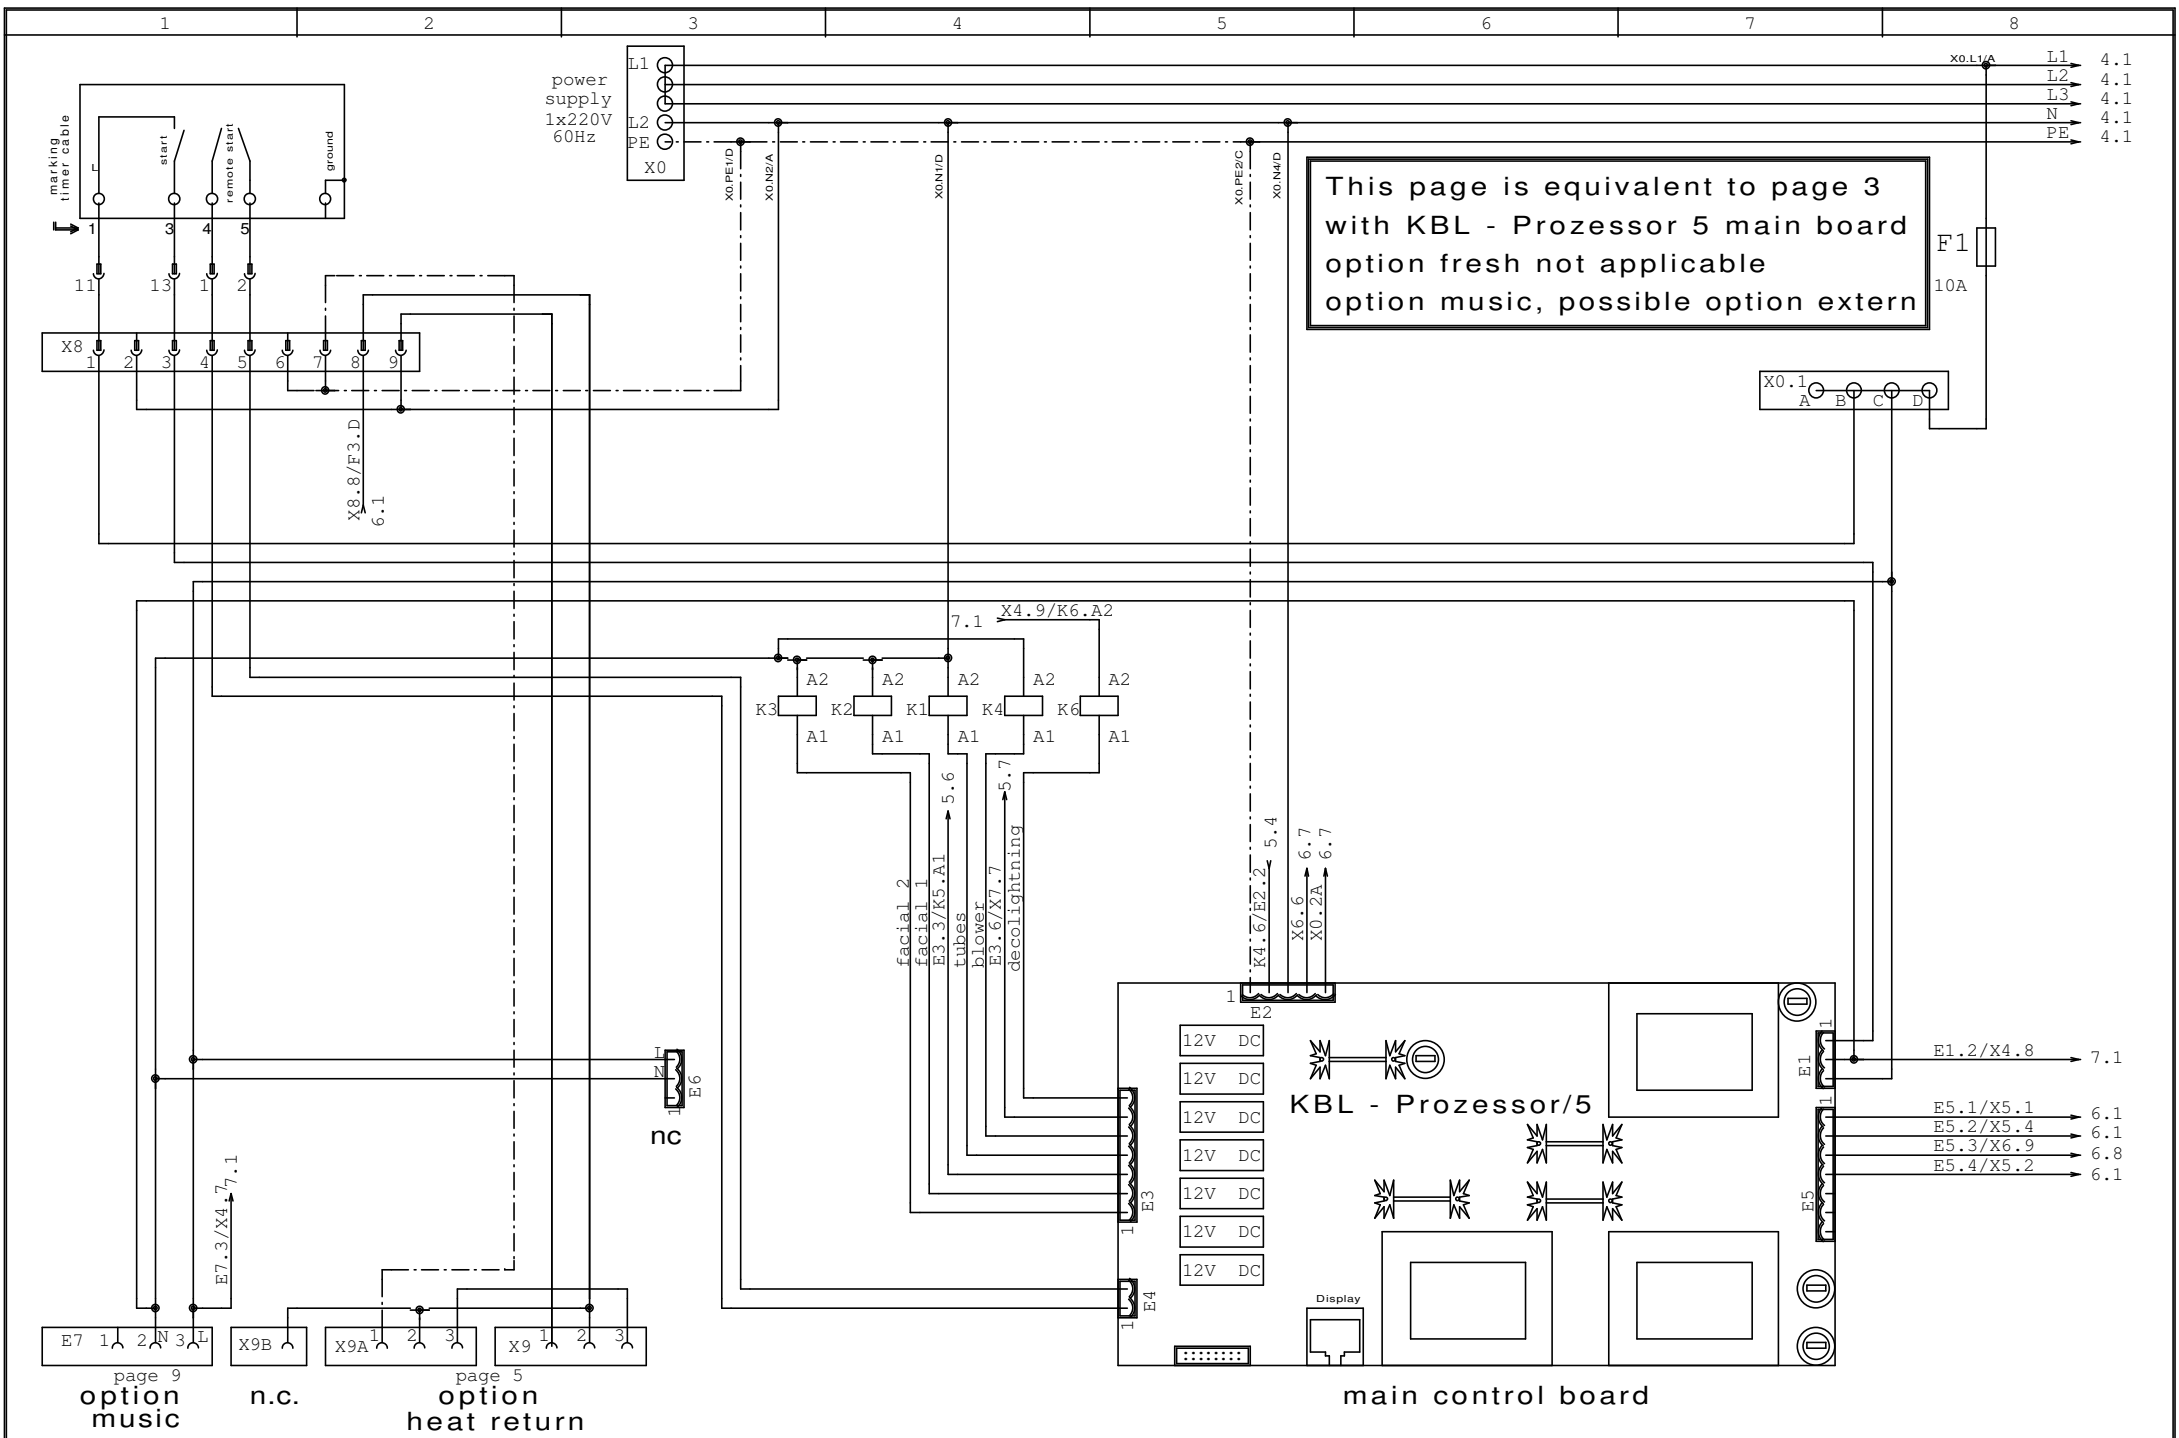 1 2 3 4 5 6 7 8
L1
power
supply
1x220V
60Hz
L2
PE
X0
X0.L1/A
L1 4.1
L2 4.1
L3 4.1
N 4.1
PE 4.1
marking
timer cable
L
start
remote start
ground
1 3 4 5
11 13 1 2
X8
1 2 3 4 5 6 7 8 9
X0.PE1/D
X0.N2/A
X0.N1/D
X0.PE2/C
X0.N4/D
This page is equivalent to page 3
with KBL - Prozessor 5 main board
option fresh not applicable
option music, possible option extern
F1
10A
X0.1
A B C D
X8.8/F3.D
6.1
7.1
X4.9/K6.A2
A2 A2 A2 A2 A2
K3 K2 K1 K4 K6
A1 A1 A1 A1 A1
5.6
5.7
facial 2
facial 1
E3.3/K5.A1
tubes
blower
E3.6/X7.7
decolightning
K4.6/E2.2
5.4
X6.6
6.7
X0.2A
6.7
1
E2
12V DC
12V DC
12V DC
12V DC
12V DC
12V DC
12V DC
KBL - Prozessor/5
1
E1
E1.2/X4.8 7.1
1
E5
E5.1/X5.1 6.1
E5.2/X5.4 6.1
E5.3/X6.9 6.8
E5.4/X5.2 6.1
L
N
1
E6
nc
E3
1
E4
1
Display
main control board
E7.3/X4.7
7.1
E7 1 2 N 3 L
X9B
X9A 1 2 3
X9 1 2 3
page 9
option
music
n.c.
page 5
option
heat return